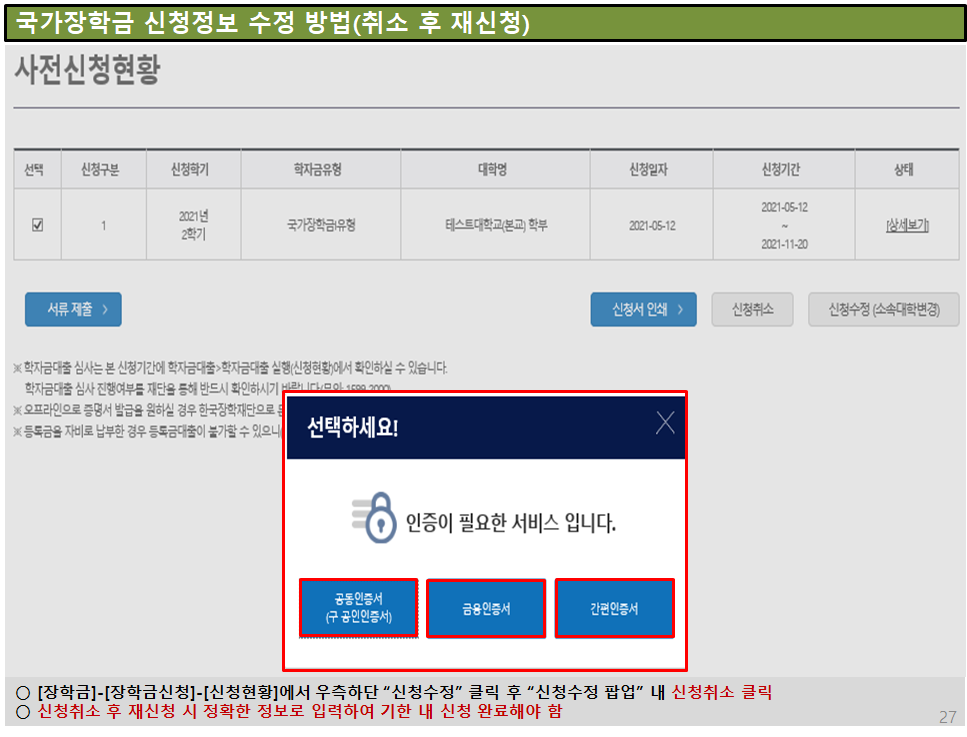 국가장학금 신청정보 수정 방법(취소 후 재신청)
사전신청현황
선택 신청구분 신청학기 학자금유형 대학명 신청일자 신청기간 상태
1 2021년 2학기 국가장학금I유형 테스트대학교(본교) 학부 2021-05-12 2021-05-12 ~ 2021-11-20 [상세보기]
서류 제출 > 신청서 인쇄 > 신청취소 신청수정 (소속대학변경)
※ 학자금대출 심사는 본 신청기간에 학자금대출>학자금대출 실행(신청현황)에서 확인하실 수 있습니다.
학자금대출 심사 진행여부를 재단을 통해 반드시 확인하시기
※ 오프라인으로 증명서 발급을 원하실 경우 한국장학재단으로
※ 등록금을 자비로 납부한 경우 등록금대출이 불가할 수 있으니
선택하세요!
인증이 필요한 서비스 입니다.
공동인증서
(구 공인인증서)
금융인증서
간편인증서
○ [장학금]-[장학금신청]-[신청현황]에서 우측하단 “신청수정” 클릭 후 “신청수정 팝업” 내 신청취소 클릭
○ 신청취소 후 재신청 시 정확한 정보로 입력하여 기한 내 신청 완료해야 함
27